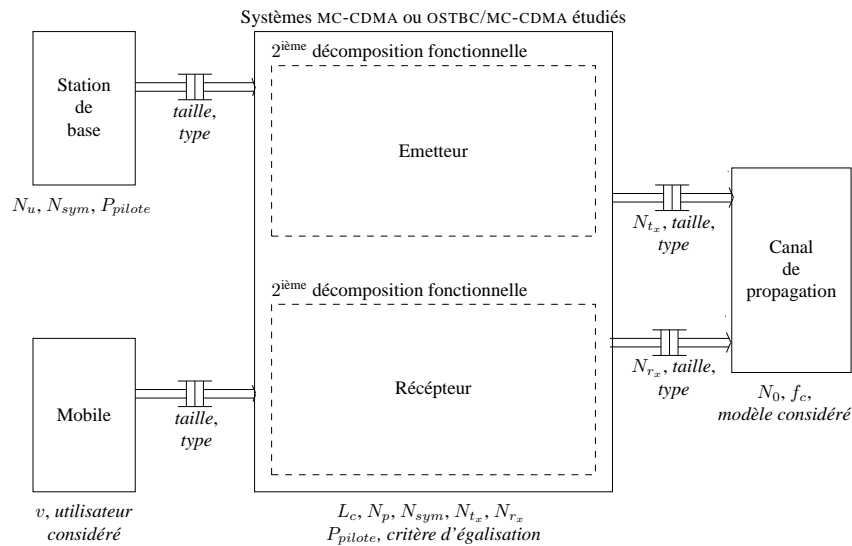 Systèmes MC-CDMA ou OSTBC/MC-CDMA étudiés
Station
de
base
N_u, N_sym, P_pilote
taille,
type
2ième décomposition fonctionnelle
Emetteur
N_tx, taille,
type
Canal
de
propagation
N_0, f_c,
modèle considéré
2ième décomposition fonctionnelle
Récépteur
N_rx, taille,
type
Mobile
v, utilisateur
considéré
taille,
type
L_c, N_p, N_sym, N_tx, N_rx
P_pilote, critère d'égalisation